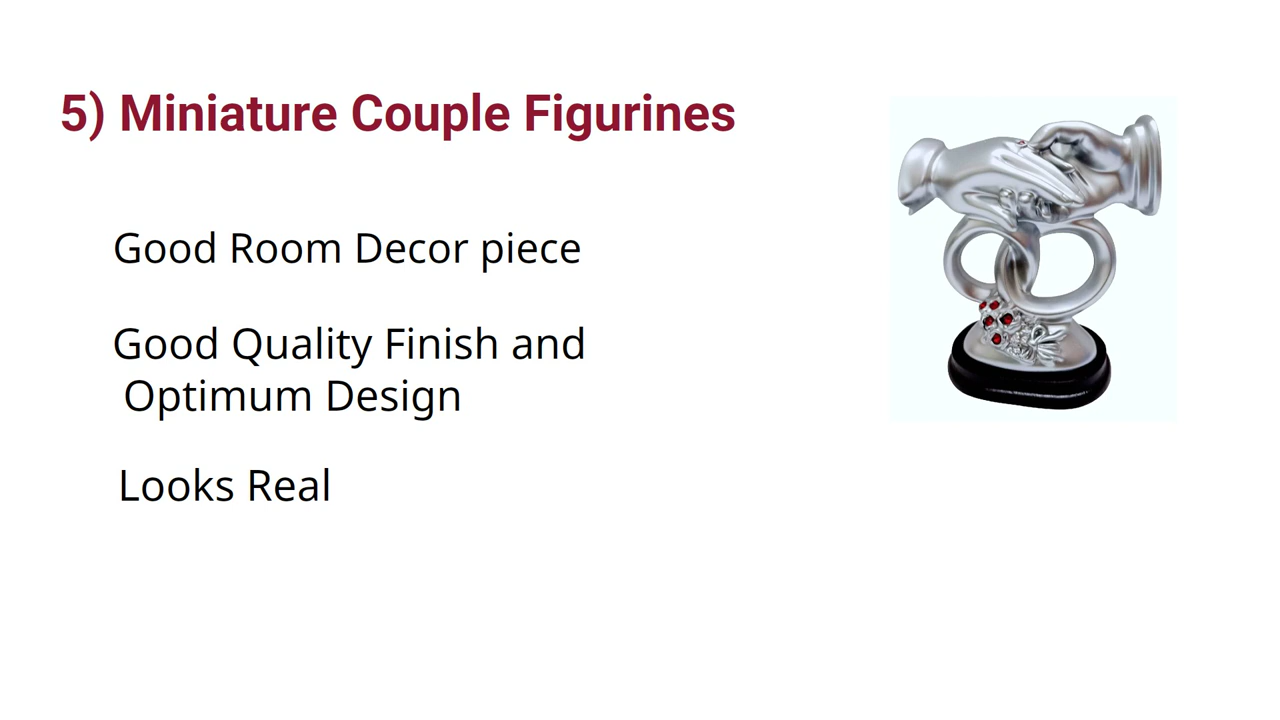 5) Miniature Couple Figurines
Good Room Decor piece
Good Quality Finish and
Optimum Design
Looks Real